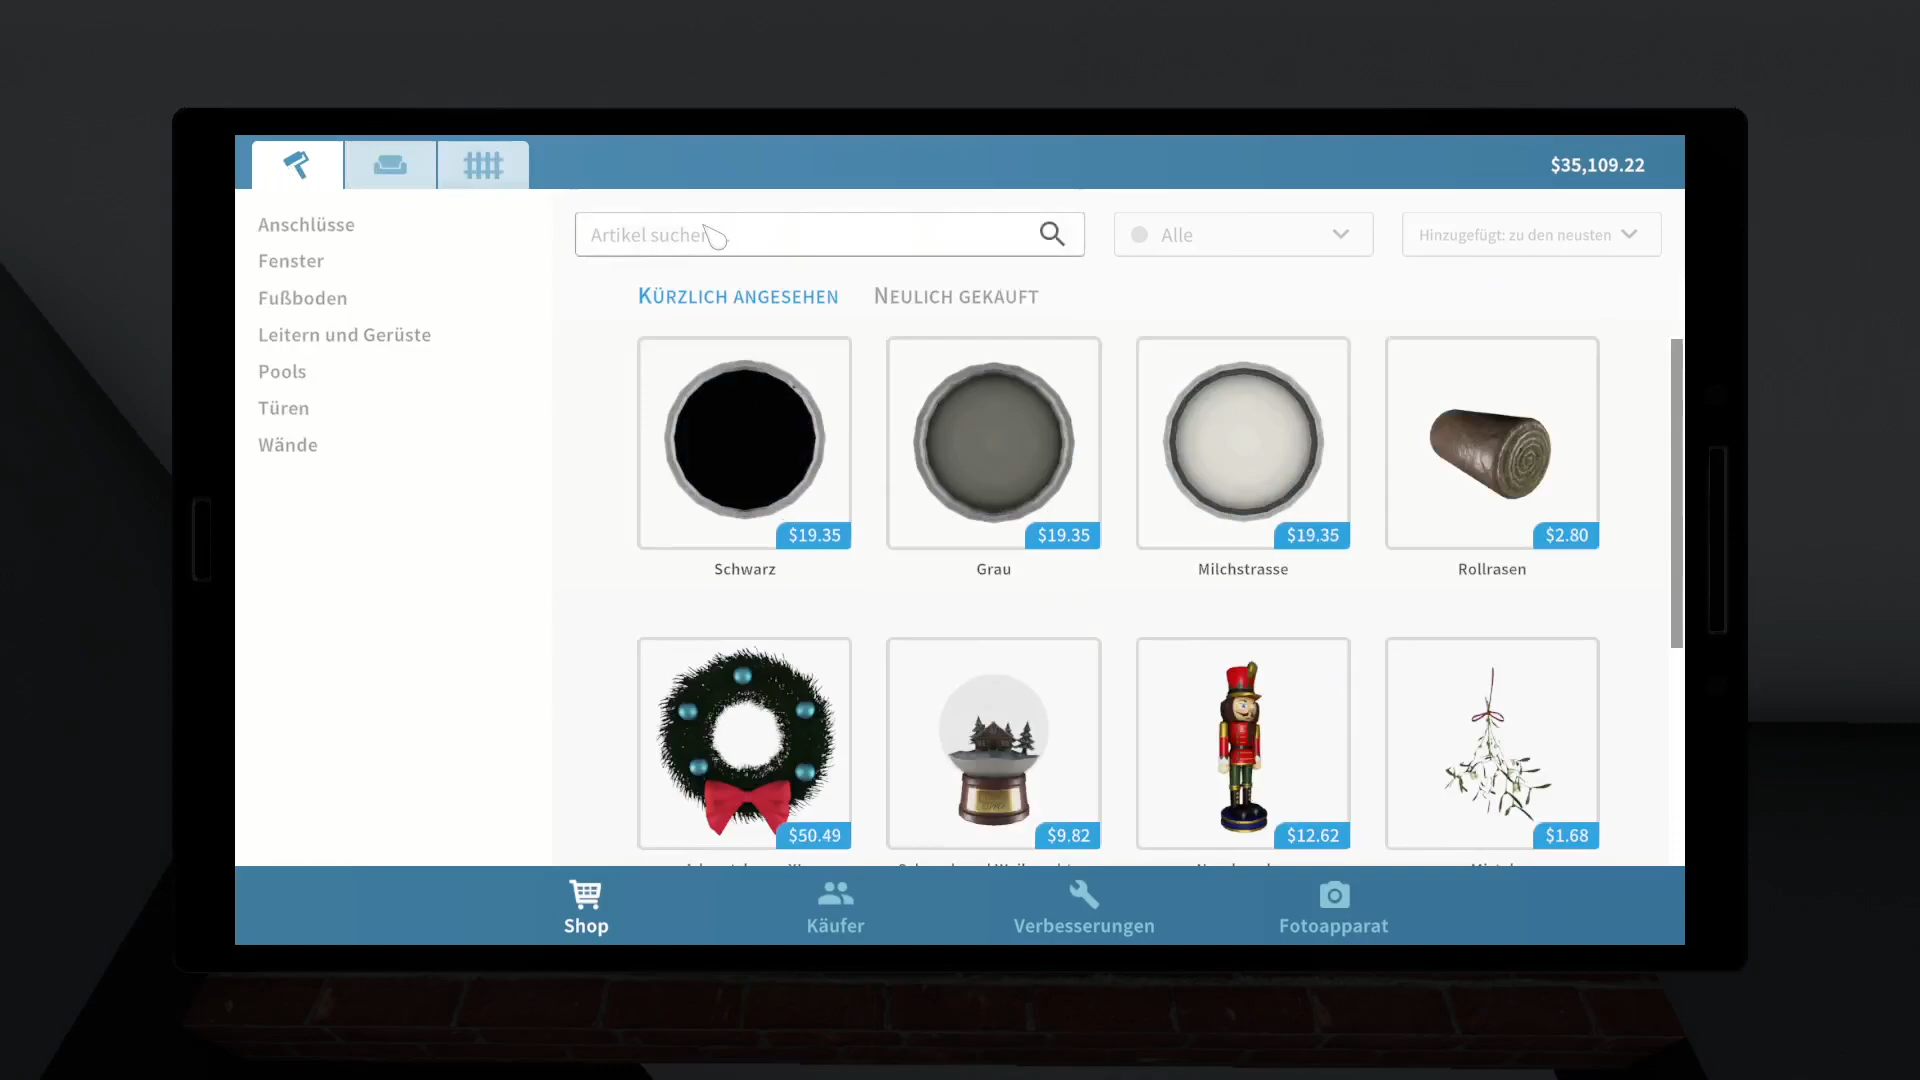 $35,109.22
Anschlüsse
Fenster
Fußboden
Leitern und Gerüste
Pools
Türen
Wände
Artikel suchen
Alle
Hinzugefügt: zu den neusten
KÜRZLICH ANGESEHEN
NEULICH GEKAUFT
$19.35
$19.35
$19.35
$2.80
Schwarz
Grau
Milchstrasse
Rollrasen
$50.49
$9.82
$12.62
$1.68
Shop
Käufer
Verbesserungen
Fotoapparat